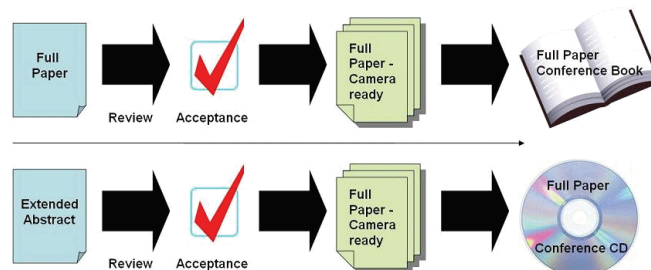 Full
Paper
Review
Acceptance
Full
Paper -
Camera
ready
Full Paper
Conference Book
Extended
Abstract
Review
Acceptance
Full
Paper -
Camera
ready
Full Paper
Conference CD